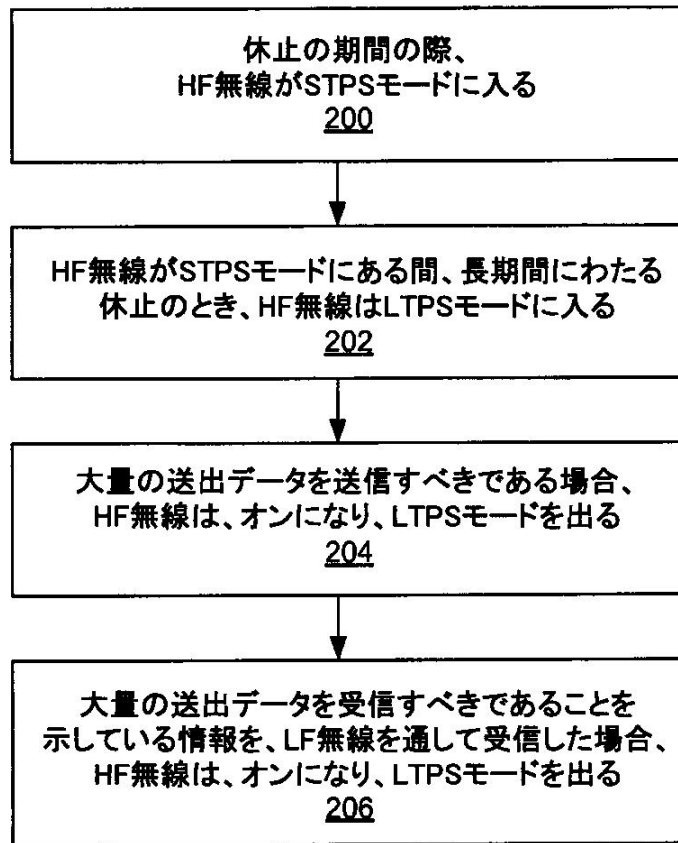 休止の期間の際、
HF無線がSTPSモードに入る
200
HF無線がSTPSモードにある間、長期間にわたる
休止のとき、HF無線はLTPSモードに入る
202
大量の送出データを送信すべきである場合、
HF無線は、オンになり、LTPSモードを出る
204
大量の送出データを受信すべきであることを
示している情報を、LF無線を通して受信した場合、
HF無線は、オンになり、LTPSモードを出る
206